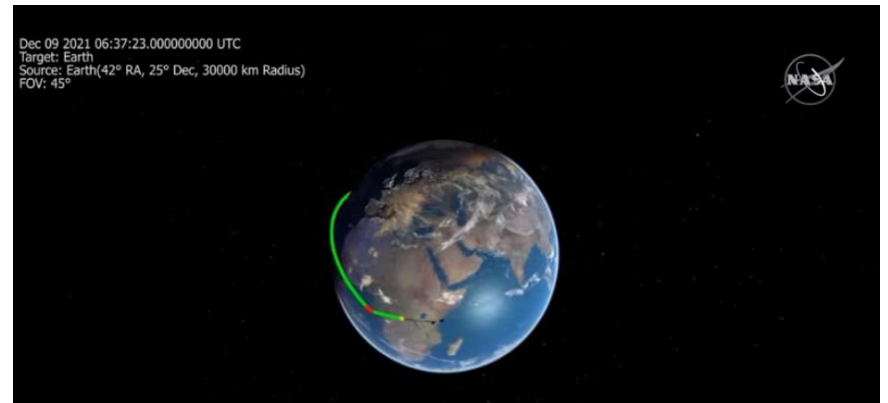 Dec 09 2021 06:37:23.000000000 UTC
Target: Earth
Source: Earth(42° RA, 25° Dec, 30000 km Radius)
FOV: 45°
NASA